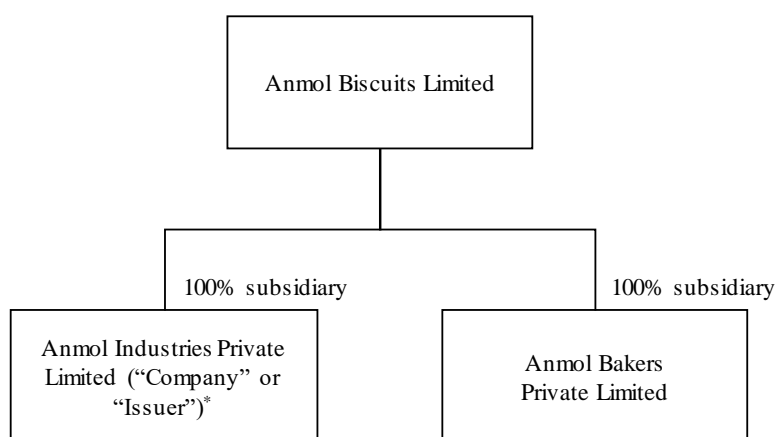 Anmol Biscuits Limited
100% subsidiary
100% subsidiary
Anmol Industries Private
Limited (“Company” or
“Issuer”)*
Anmol Bakers
Private Limited